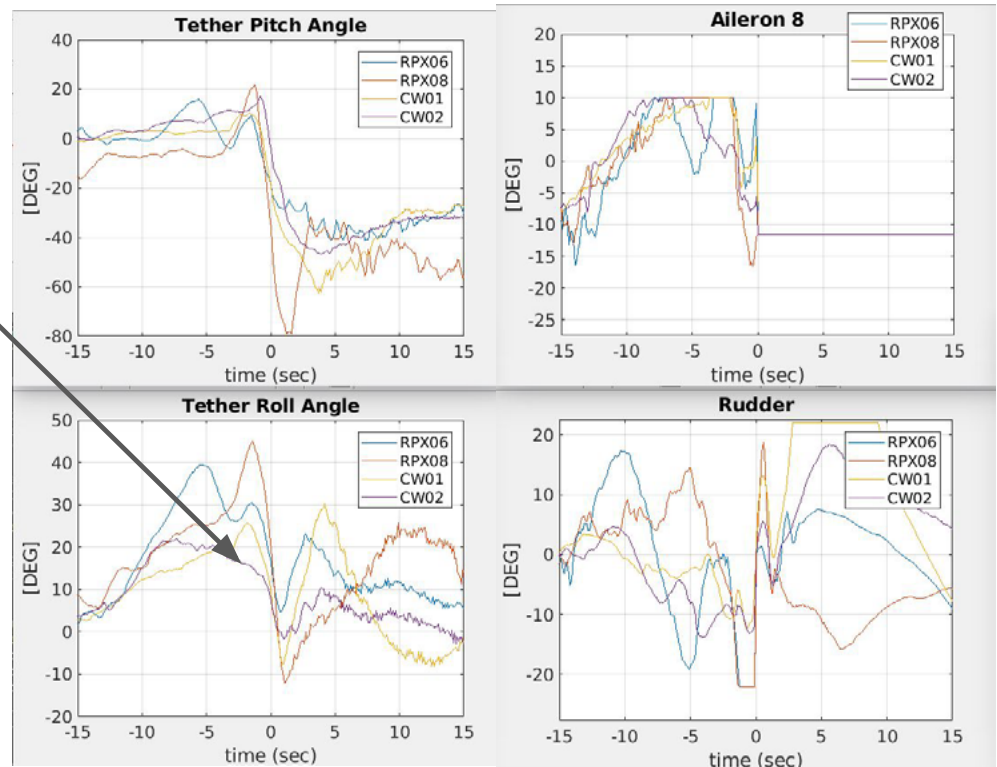 Tether Pitch Angle
40
20
0
-20
-40
-60
-80
[DEG]
RPX06
RPX08
CW01
CW02
-15 -10 -5 0 5 10 15
time (sec)
Aileron 8
20
15
10
5
0
-5
-10
-15
-20
-25
[DEG]
RPX06
RPX08
CW01
CW02
-15 -10 -5 0 5 10 15
time (sec)
Tether Roll Angle
50
40
30
20
10
0
-10
-20
[DEG]
RPX06
RPX08
CW01
CW02
-15 -10 -5 0 5 10 15
time (sec)
Rudder
20
10
0
-10
-20
[DEG]
RPX06
RPX08
CW01
CW02
-15 -10 -5 0 5 10 15
time (sec)